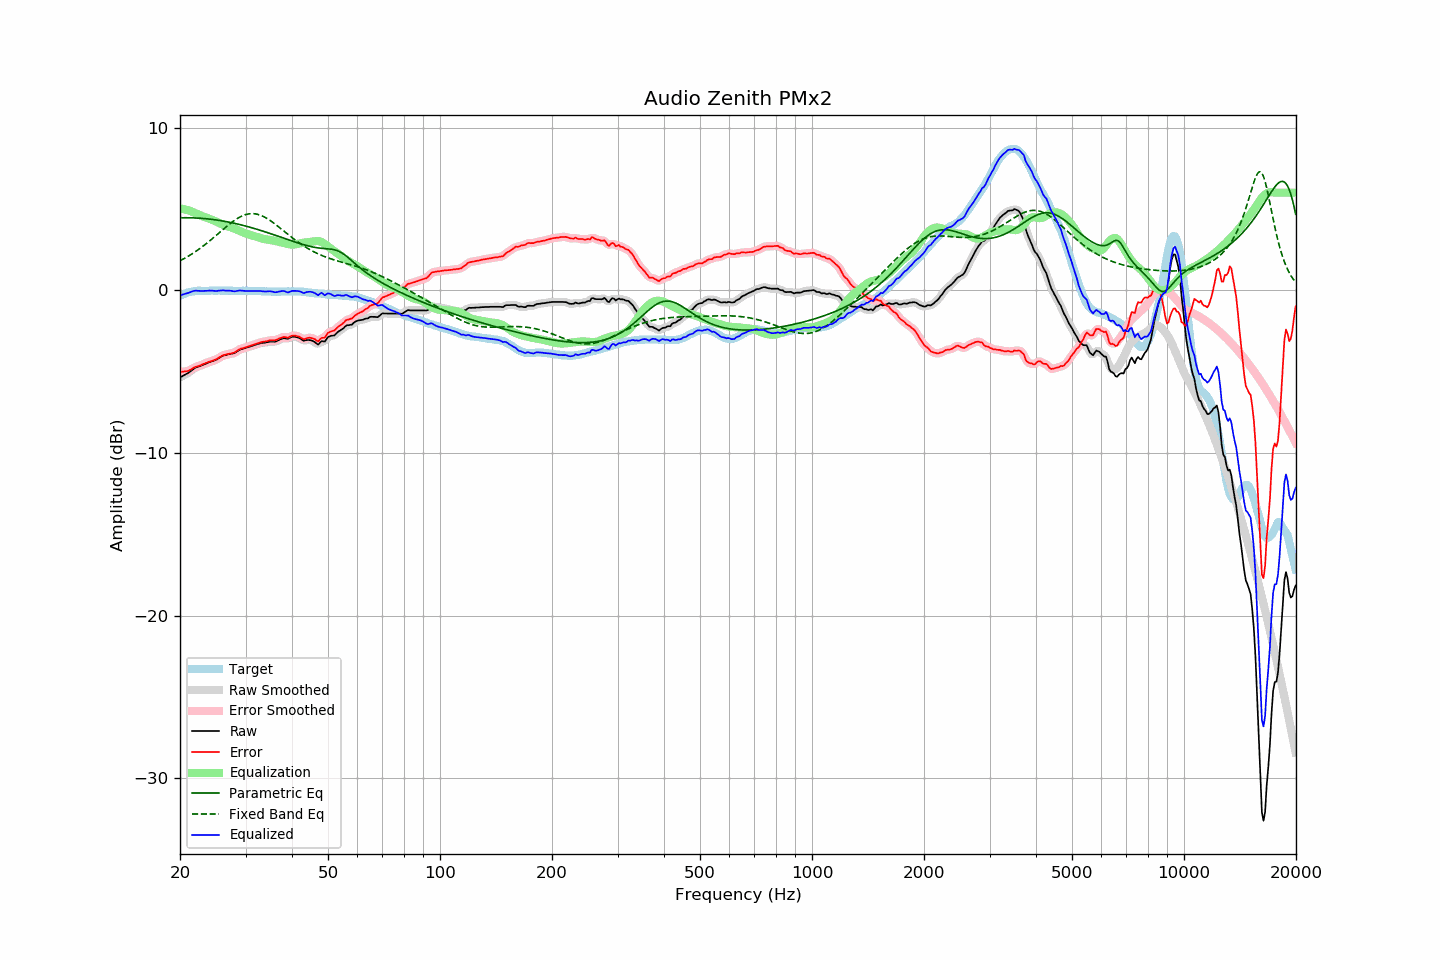 Audio Zenith PMx2
10
0
−10
−20
−30
Amplitude (dBr)
Target
Raw Smoothed
Error Smoothed
Raw
Error
Equalization
Parametric Eq
Fixed Band Eq
Equalized
20 50 100 200 500 1000 2000 5000 10000 20000
Frequency (Hz)